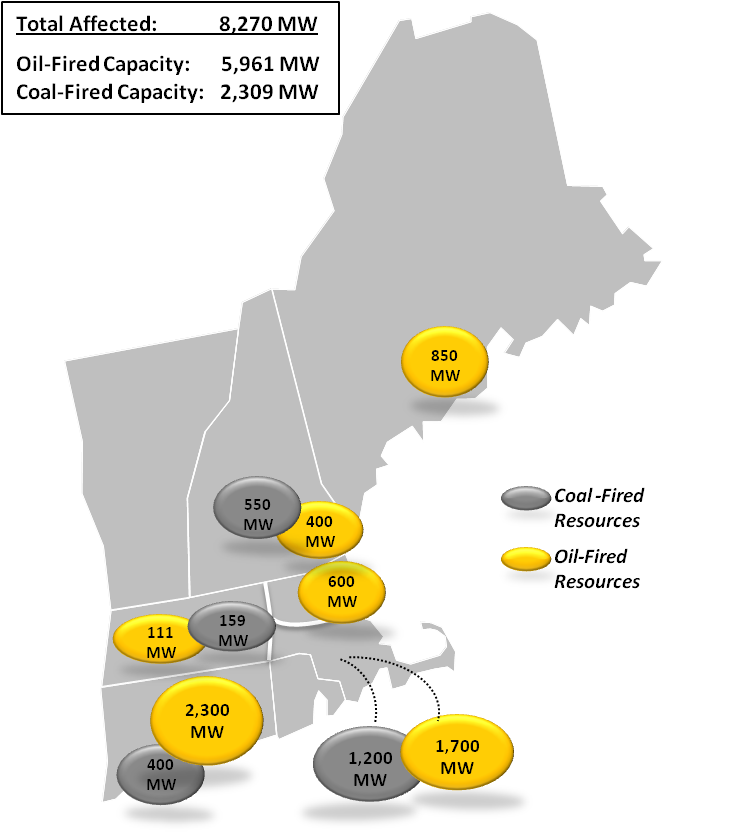 Total Affected: 8,270 MW
Oil-Fired Capacity: 5,961 MW
Coal-Fired Capacity: 2,309 MW
850
MW
Coal -Fired
Resources
Oil-Fired
Resources
550
MW
400
MW
600
MW
111
MW
159
MW
2,300
MW
400
MW
1,200
MW
1,700
MW